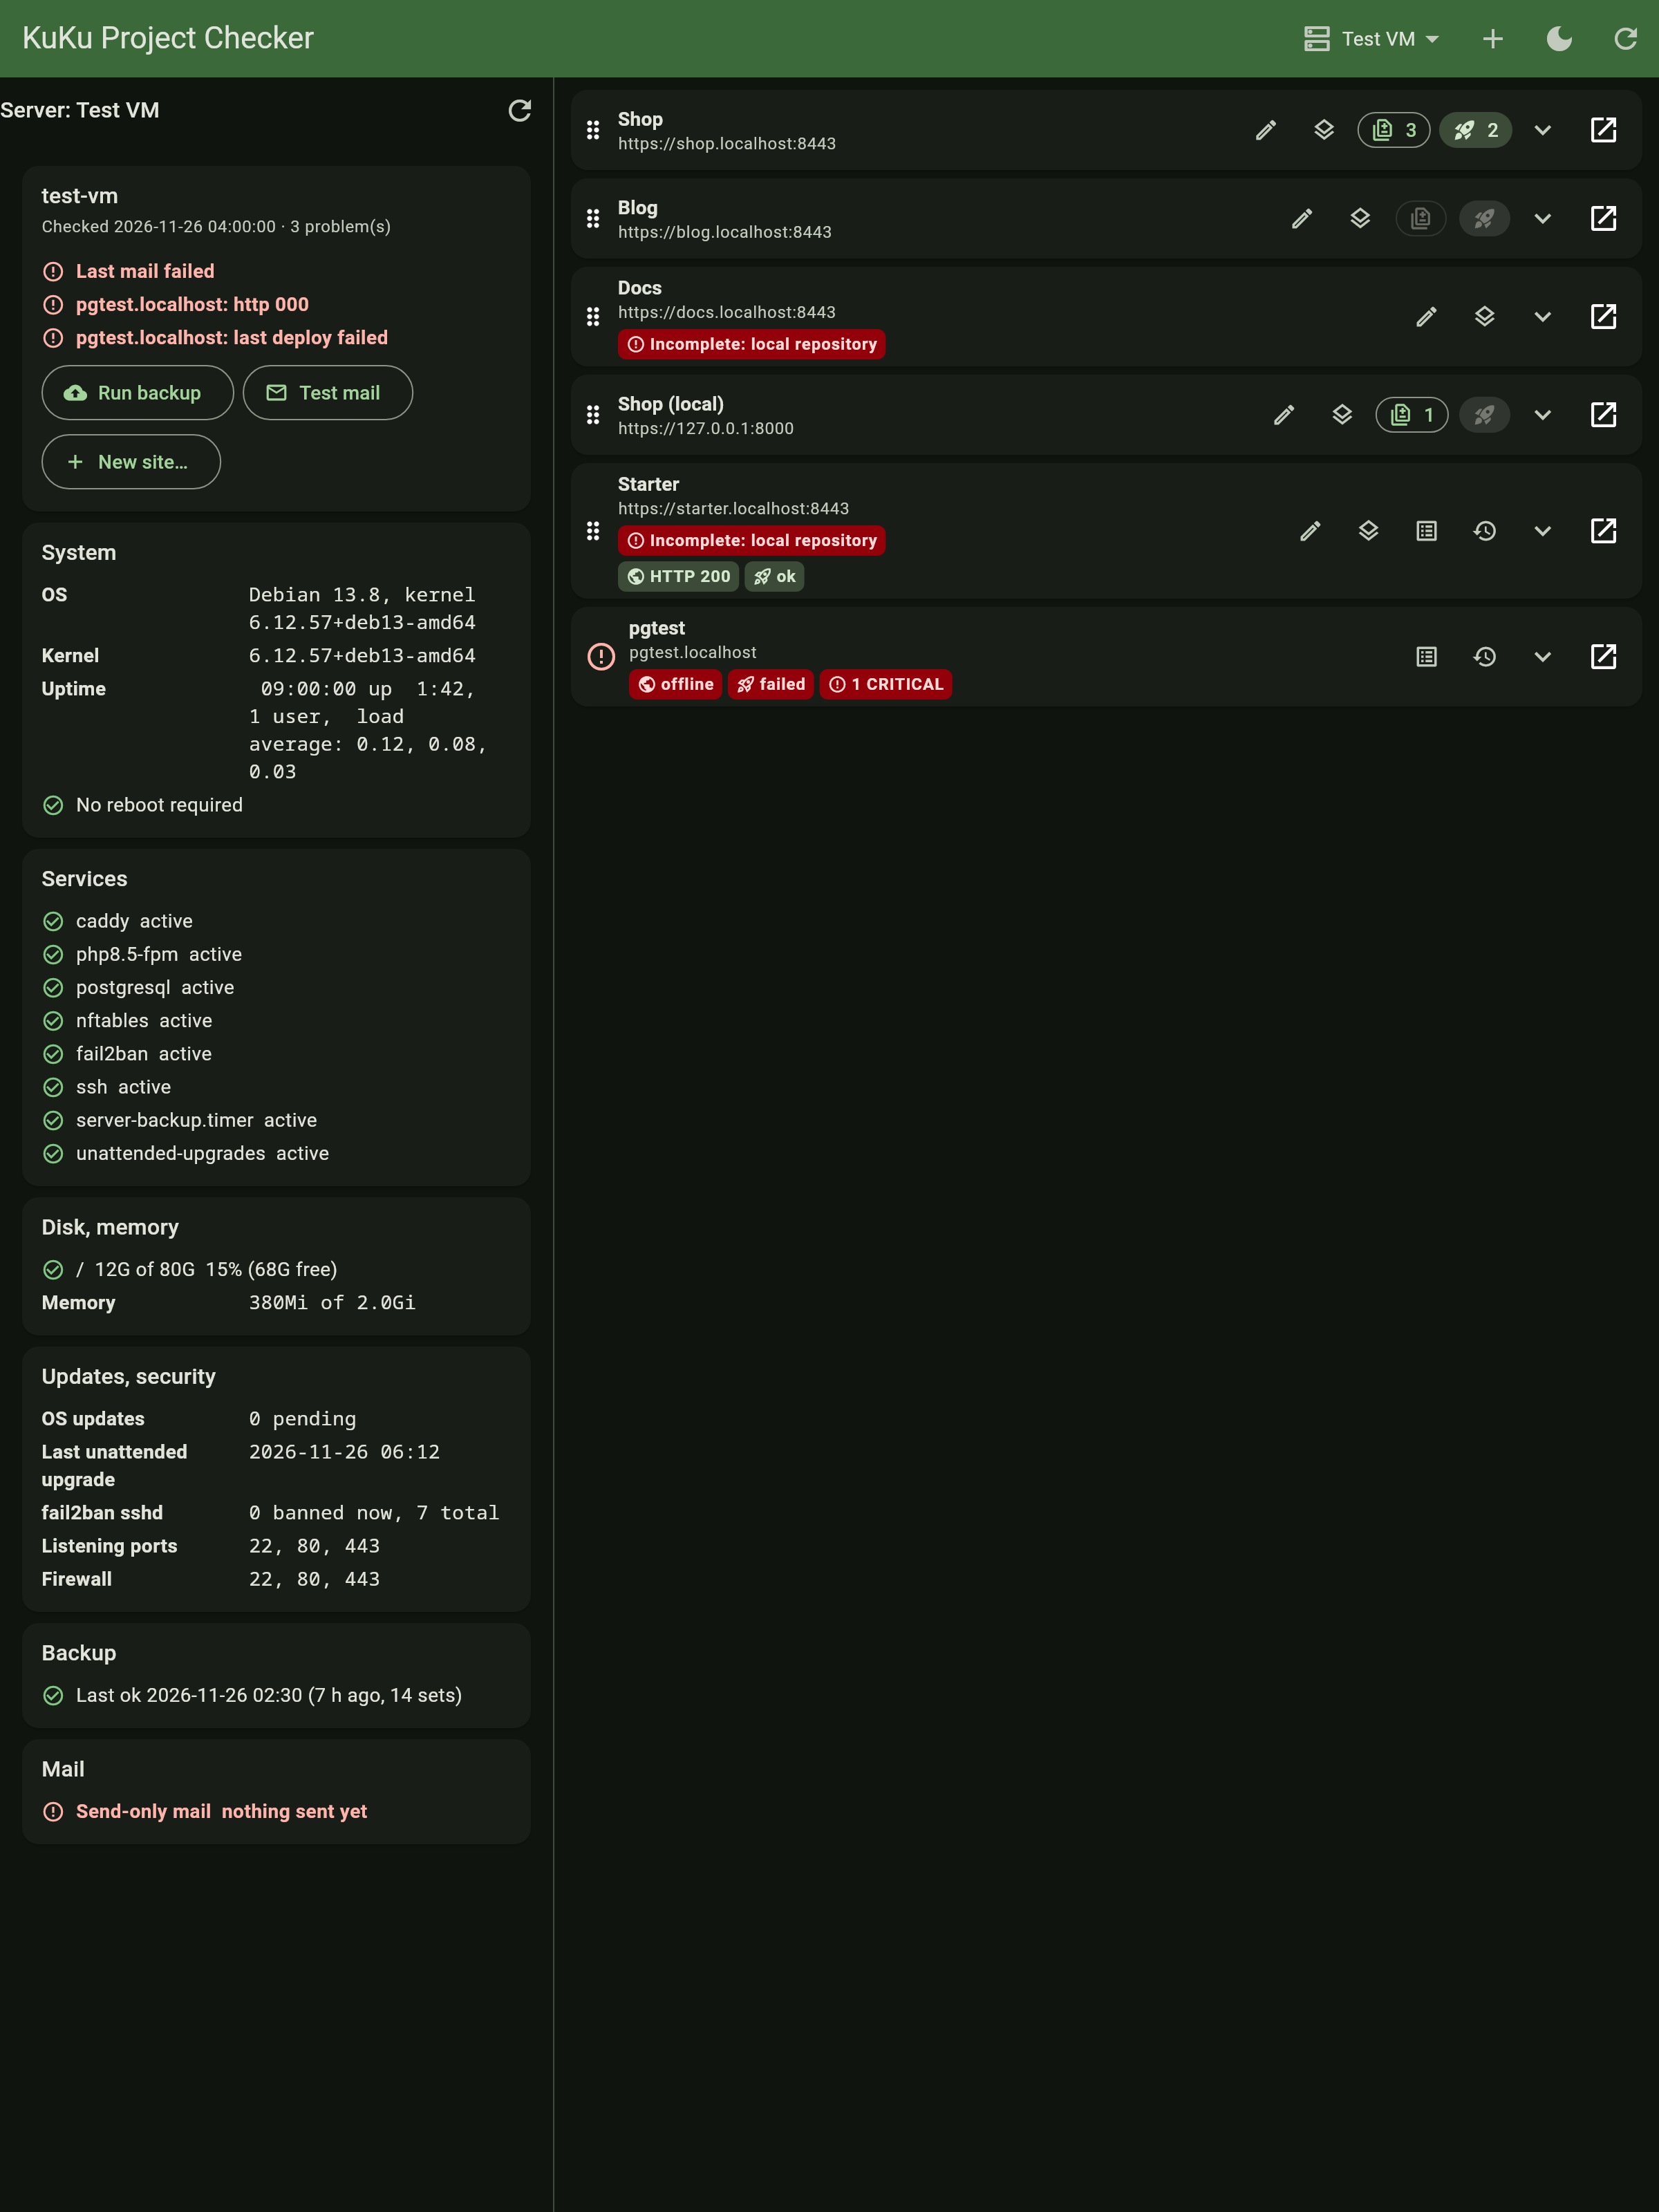 KuKu Project Checker
Test VM
Server: Test VM
test-vm
Checked 2026-11-26 04:00:00 · 3 problem(s)
Last mail failed
pgtest.localhost: http 000
pgtest.localhost: last deploy failed
Run backup
Test mail
New site...
System
OS
Debian 13.8, kernel
6.12.57+deb13-amd64
Kernel
6.12.57+deb13-amd64
Uptime
09:00:00 up  1:42,
1 user,  load
average: 0.12, 0.08,
0.03
No reboot required
Services
caddy active
php8.5-fpm active
postgresql active
nftables active
fail2ban active
ssh active
server-backup.timer active
unattended-upgrades active
Disk, memory
/ 12G of 80G 15% (68G free)
Memory
380Mi of 2.0Gi
Updates, security
OS updates
0 pending
Last unattended
upgrade
2026-11-26 06:12
fail2ban sshd
0 banned now, 7 total
Listening ports
22, 80, 443
Firewall
22, 80, 443
Backup
Last ok 2026-11-26 02:30 (7 h ago, 14 sets)
Mail
Send-only mail nothing sent yet
Shop
https://shop.localhost:8443
3
2
Blog
https://blog.localhost:8443
Docs
https://docs.localhost:8443
Incomplete: local repository
Shop (local)
https://127.0.0.1:8000
1
Starter
https://starter.localhost:8443
Incomplete: local repository
HTTP 200
ok
pgtest
pgtest.localhost
offline
failed
1 CRITICAL